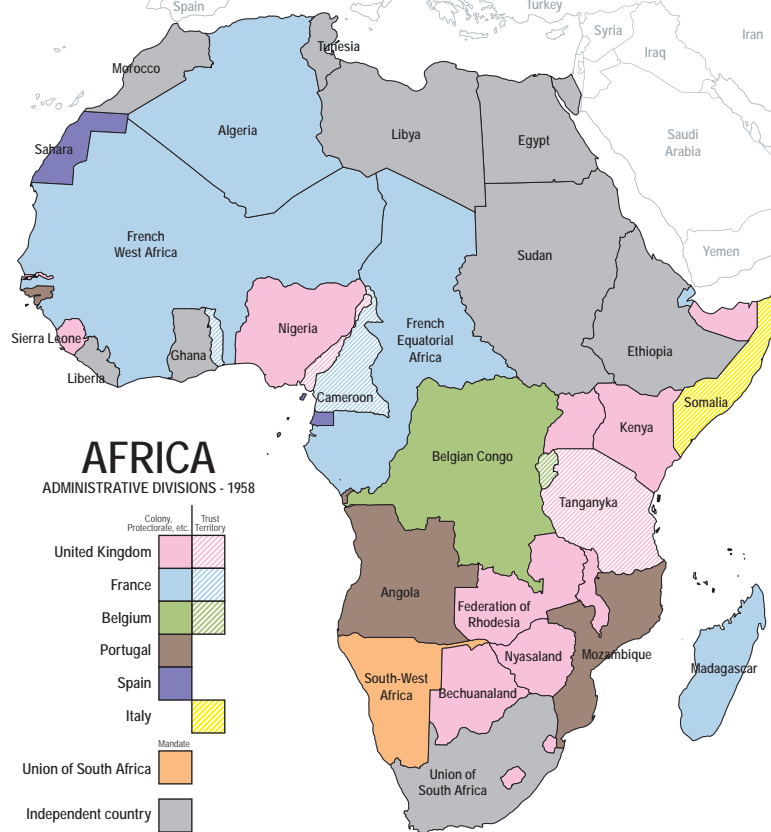 Spain
Turkey
Syria
Iran
Iraq
Tunisia
Morocco
Algeria
Libya
Egypt
Saudi
Arabia
Sahara
French
West Africa
Sudan
Yemen
Nigeria
French
Equatorial
Africa
Sierra Leone
Ghana
Ethiopia
Liberia
Cameroon
Somalia
Kenya
Belgian Congo
Tanganyika
AFRICA
ADMINISTRATIVE DIVISIONS - 1958
Colony,
Protectorate, etc.
Trust
Territory
United Kingdom
France
Belgium
Portugal
Spain
Italy
Mandate
Union of South Africa
Independent country
Angola
Federation of
Rhodesia
Nyasaland
Mozambique
Madagascar
South-West
Africa
Bechuanaland
Union of
South Africa